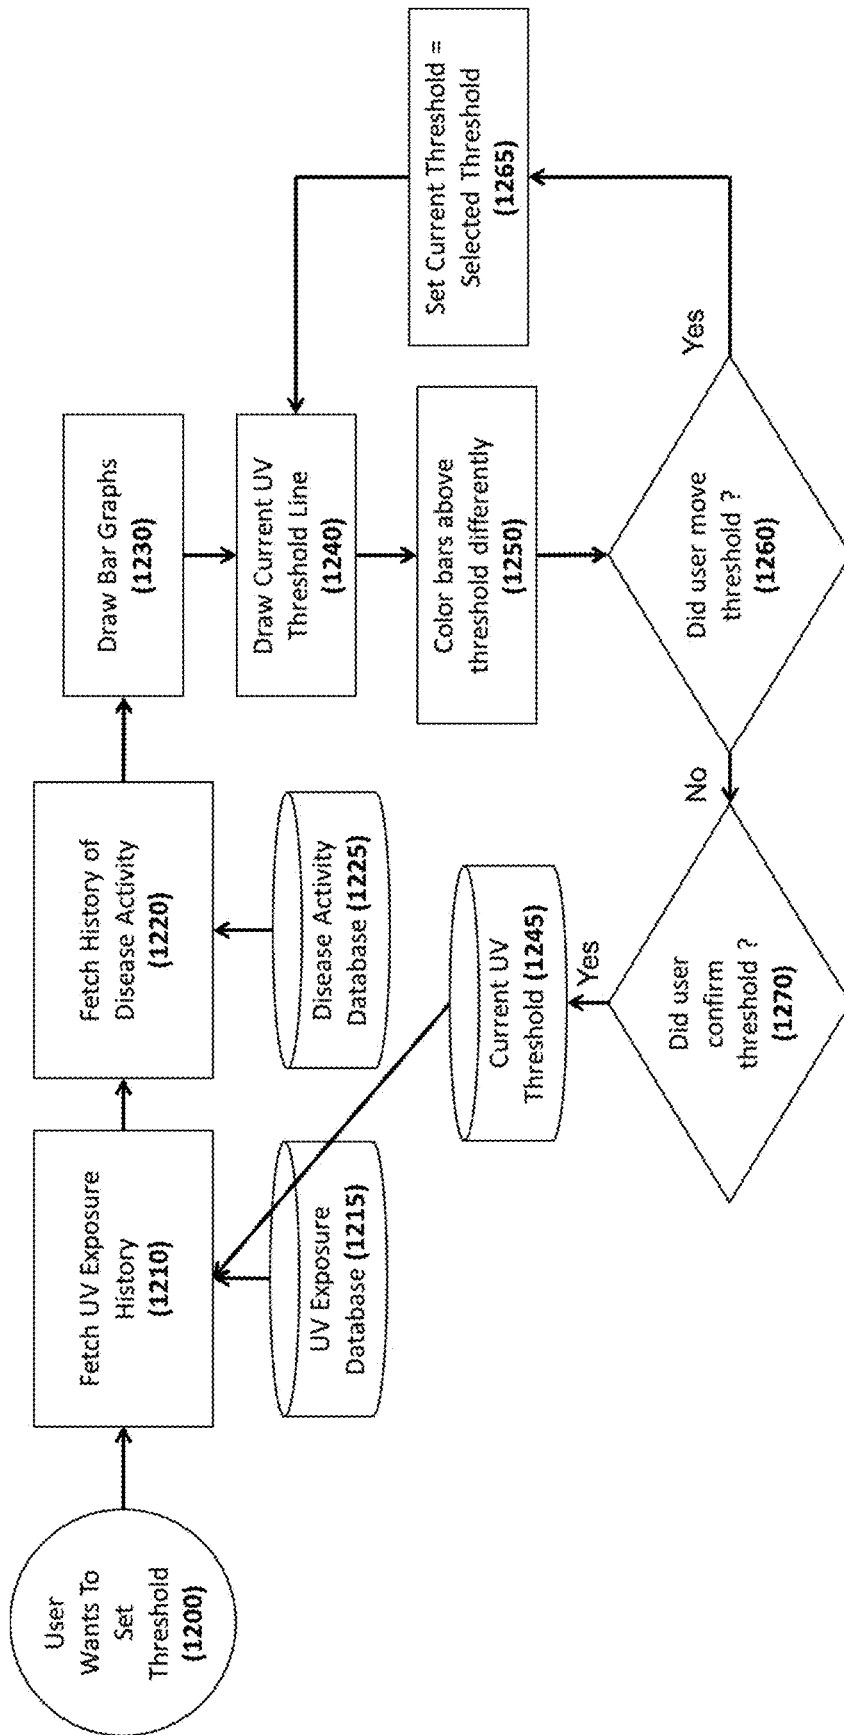 User
Wants To
Set
Threshold
(1200)
Fetch UV Exposure
History
(1210)
UV Exposure
Database (1215)
Fetch History of
Disease Activity
(1220)
Disease Activity
Database (1225)
Draw Bar Graphs
(1230)
Draw Current UV
Threshold Line
(1240)
Color bars above
threshold differently
(1250)
Did user move
threshold ?
(1260)
Yes
Set Current Threshold =
Selected Threshold
(1265)
No
Did user
confirm
threshold ?
(1270)
Yes
Current UV
Threshold (1245)